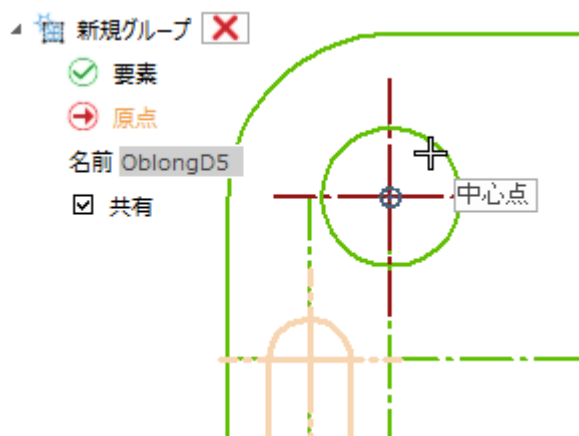 新規グループ
要素
原点
名前 OblongD5
共有
中心点